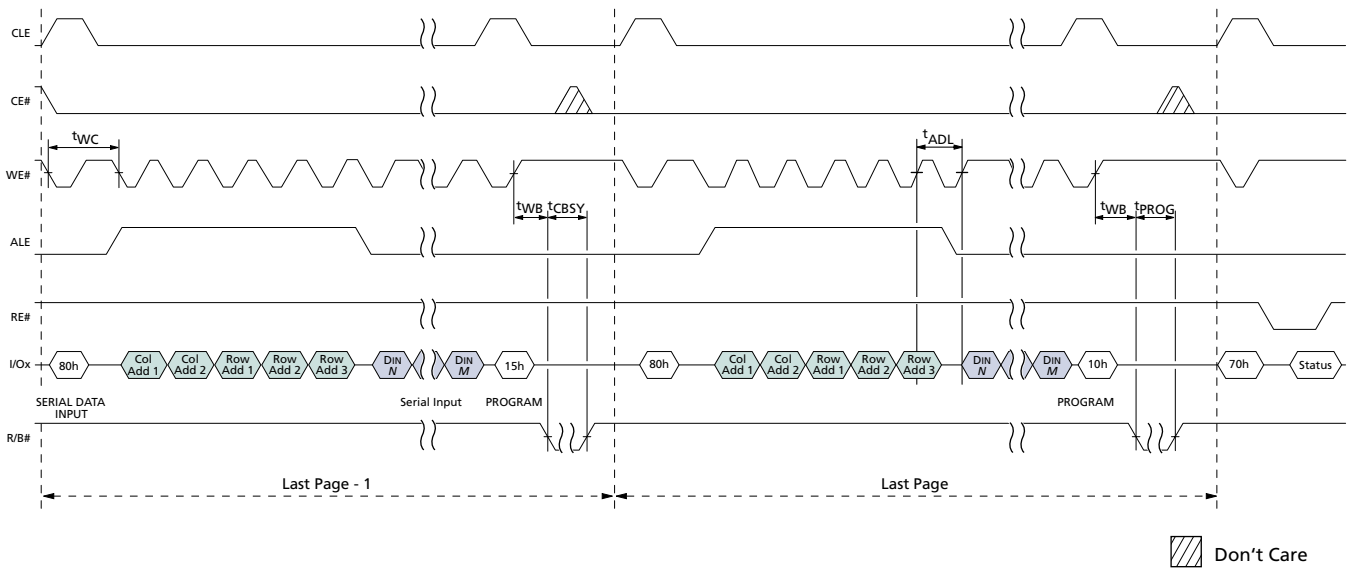 CLE
CE#
tWC
tADL
WE#
tWB tCBSY
tWB tPROG
ALE
RE#
I/Ox
80h
Col Add 1
Col Add 2
Row Add 1
Row Add 2
Row Add 3
DIN N
DIN M
15h
80h
Col Add 1
Col Add 2
Row Add 1
Row Add 2
Row Add 3
DIN N
DIN M
10h
70h
Status
SERIAL DATA
INPUT
Serial Input
PROGRAM
PROGRAM
R/B#
Last Page - 1
Last Page
Don't Care